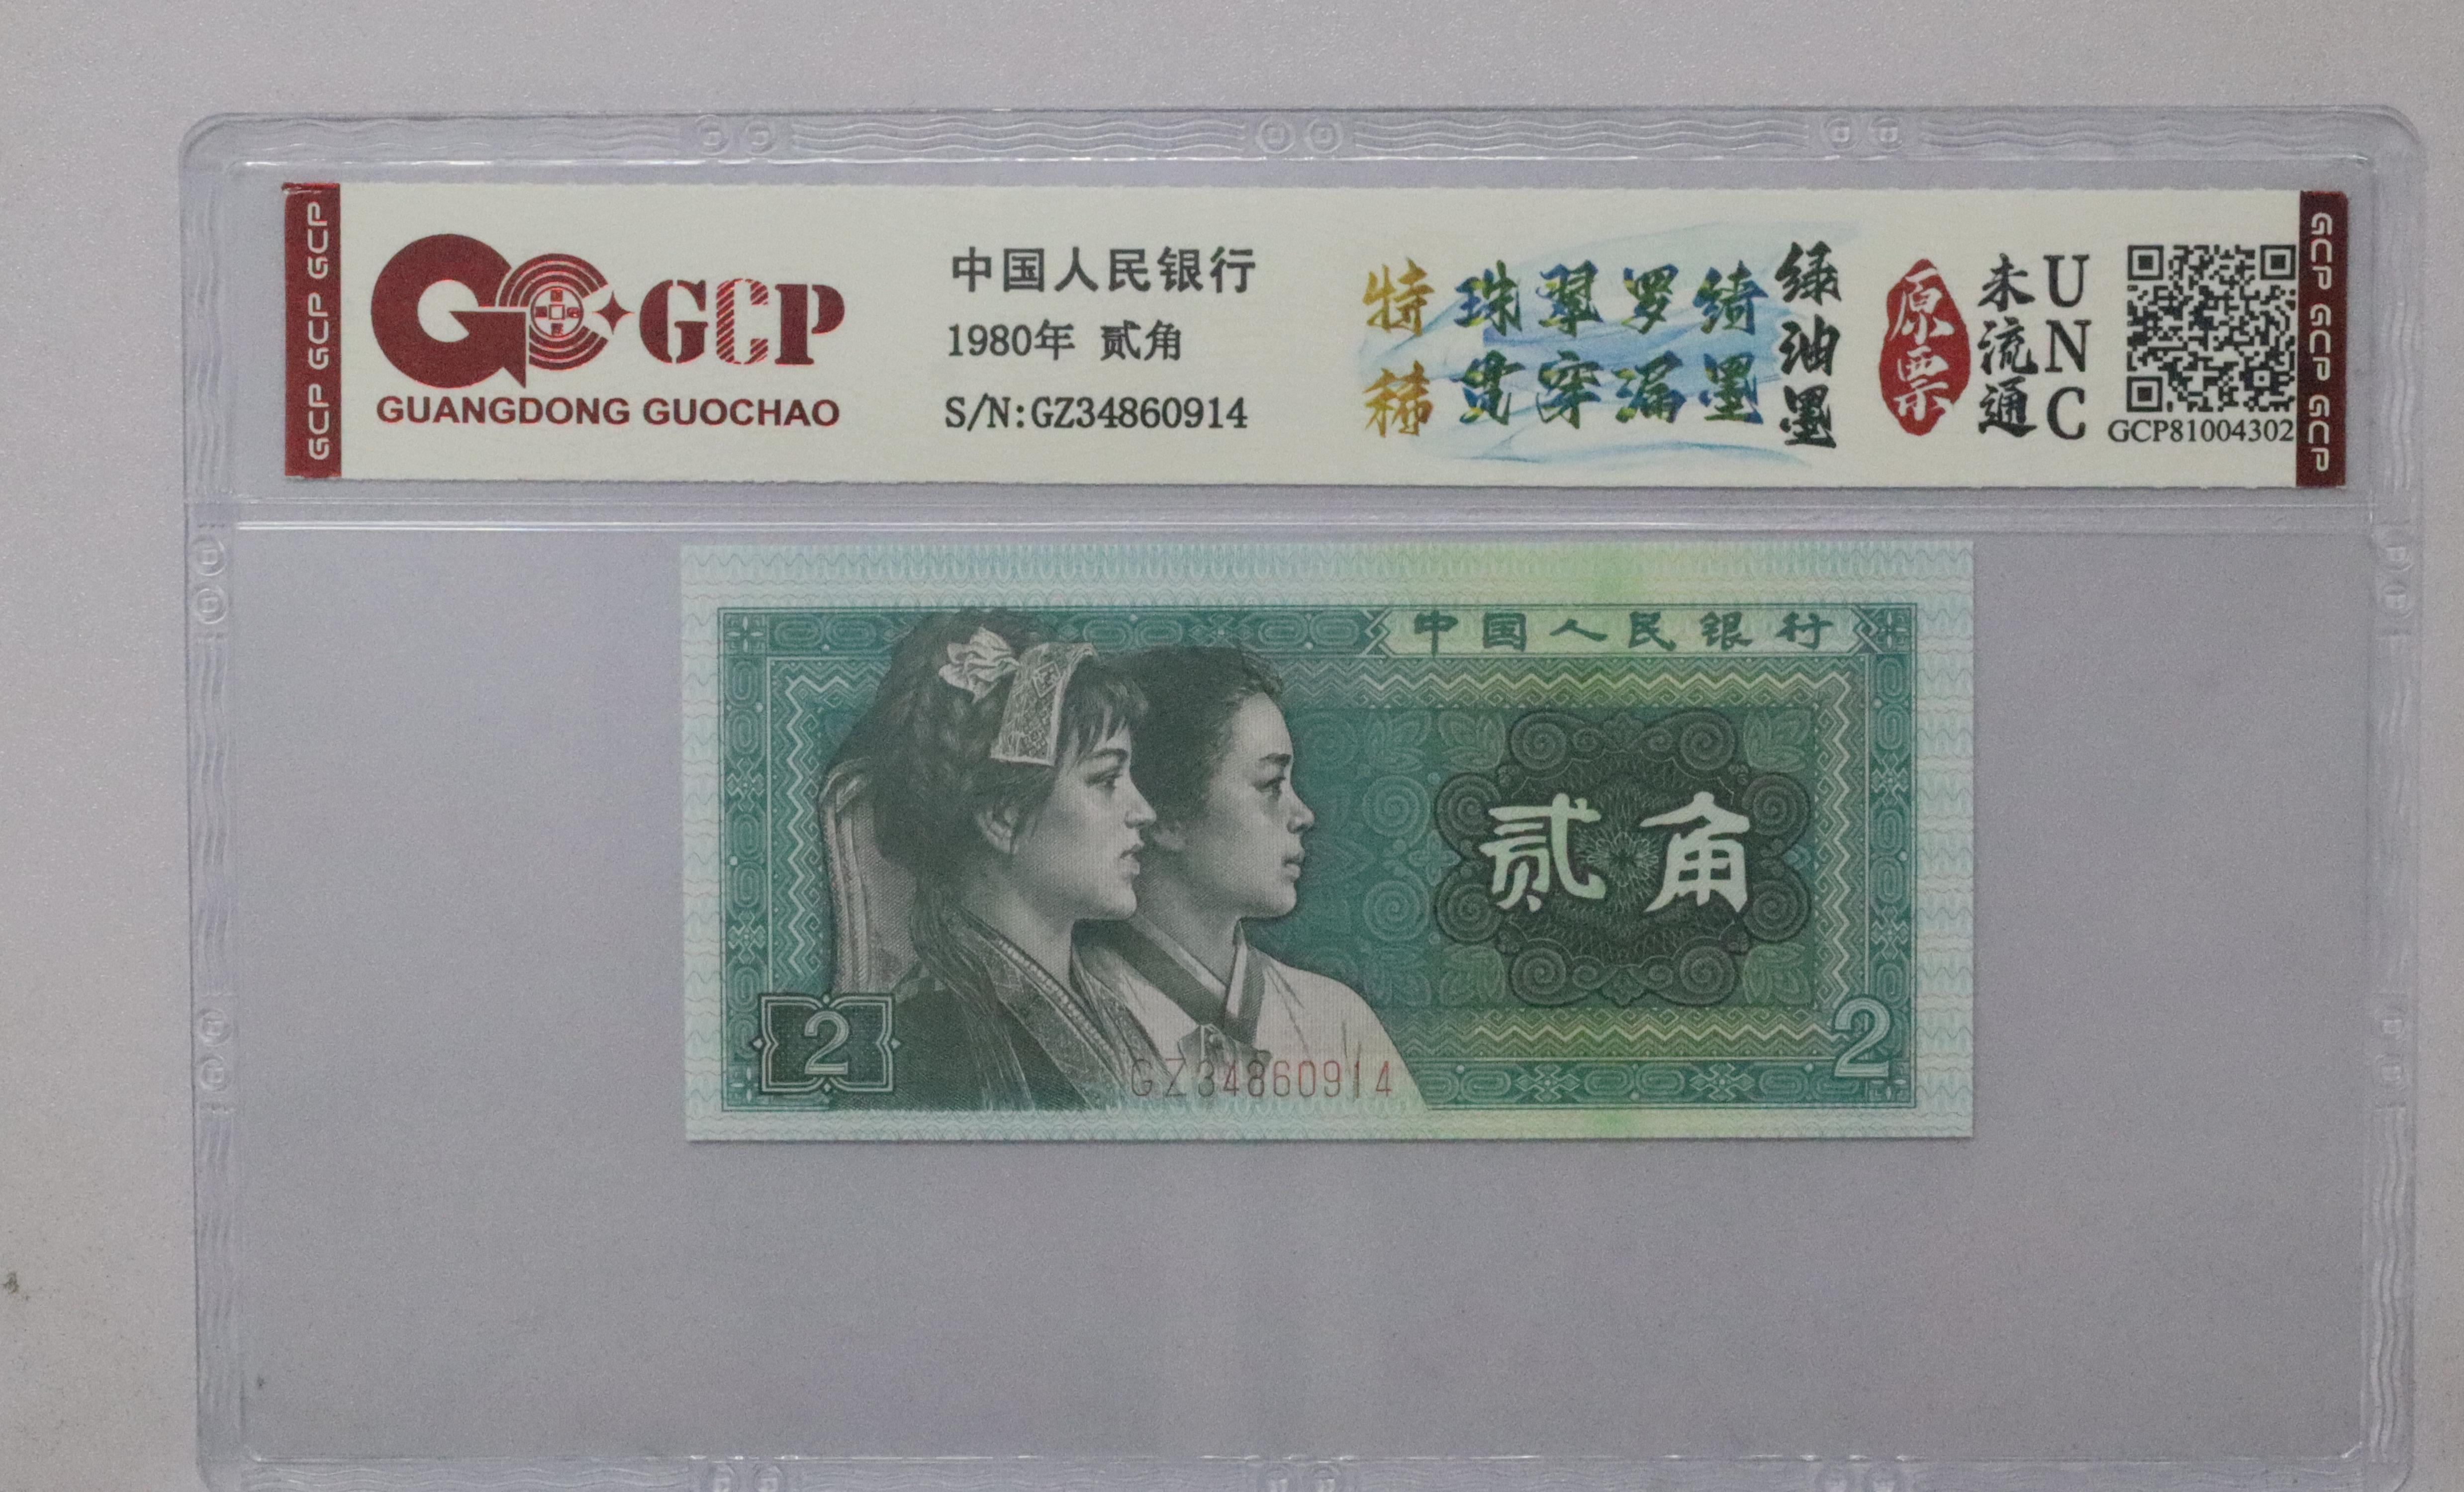 GCP GCP GCP
GCP
GUANGDONG GUOCHAO
中国人民银行
1980年 贰角
S/N:GZ34860914
特稀
珠翠罗绮
贯穿漏墨
绿油墨
原票
未流通
UNC
GCP81004302
GCP GCP GCP GCP
中国人民银行
贰角
2
2
GZ34860914